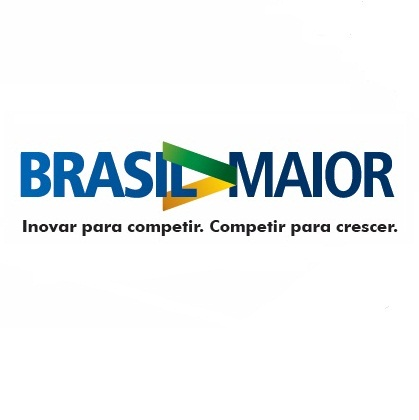 BRASIL MAIOR
Inovar para competir. Competir para crescer.